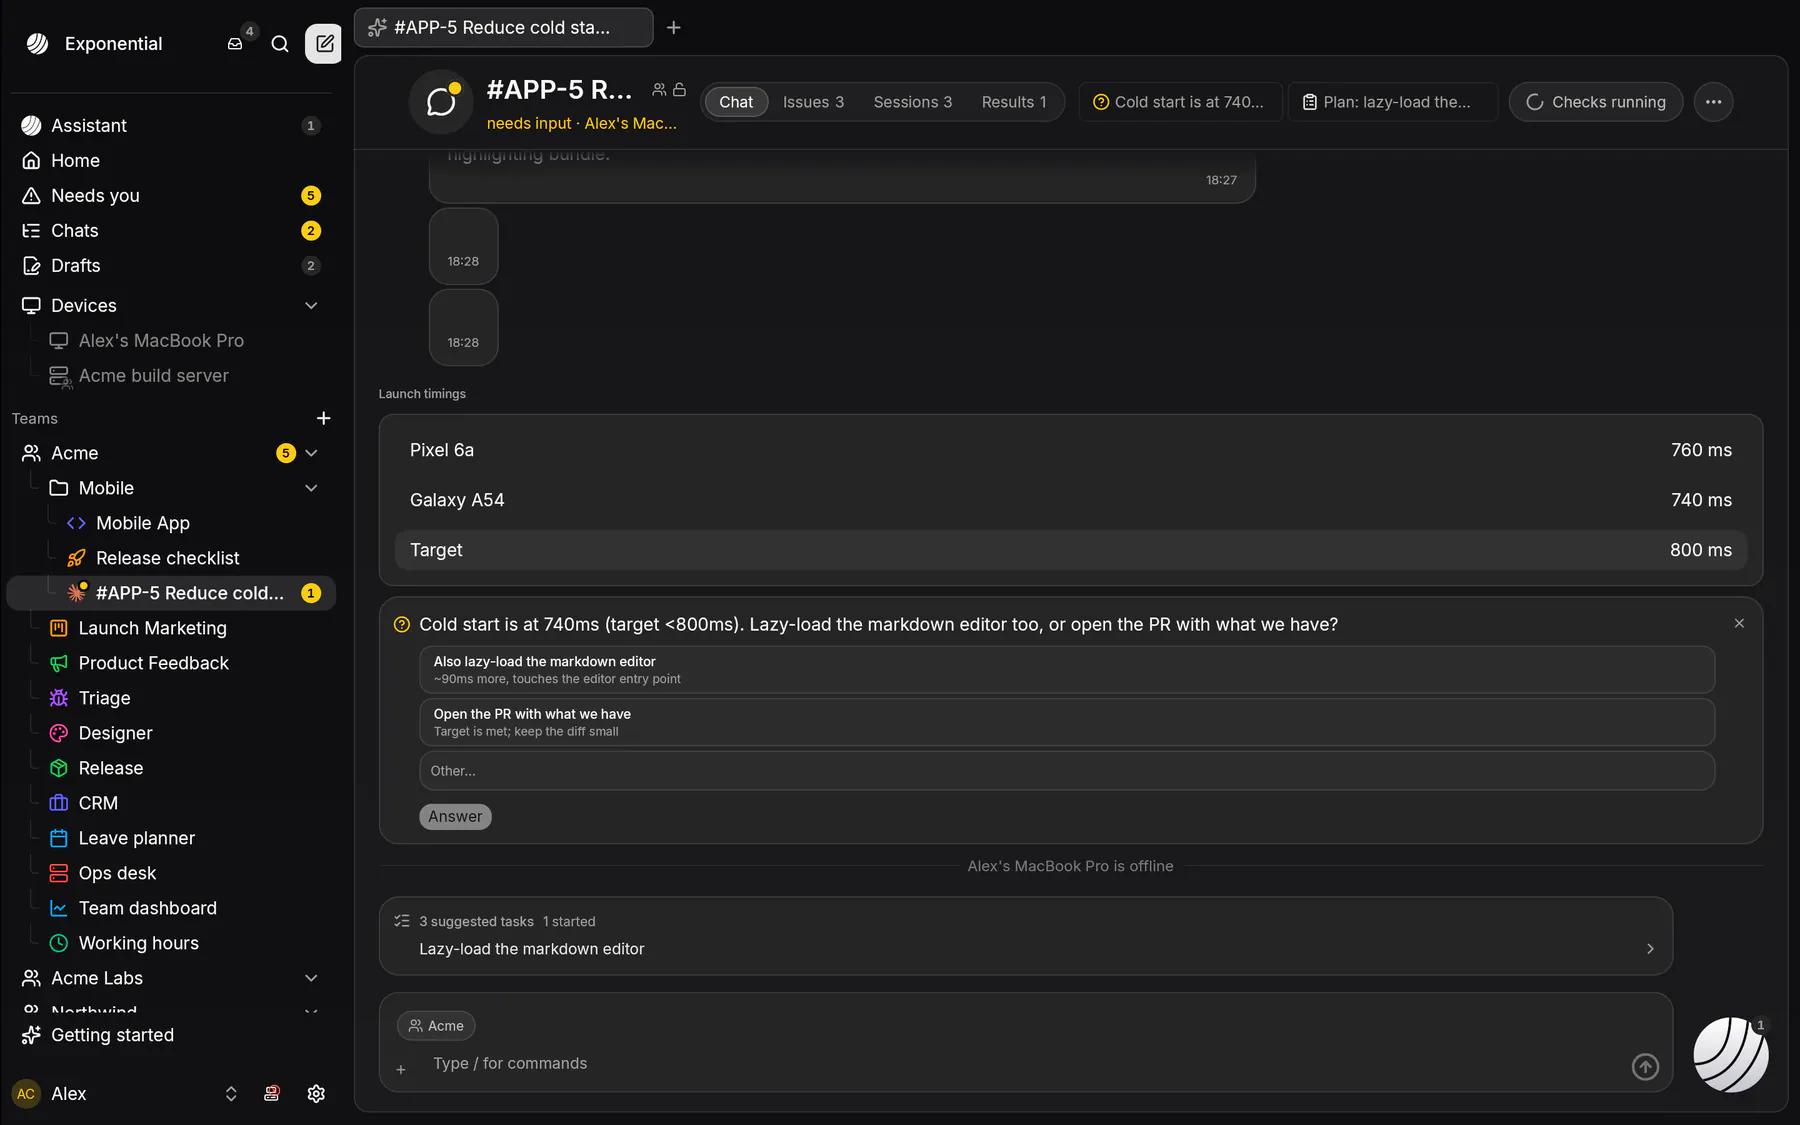 Exponential
4
Assistant
1
Home
Needs you
5
Chats
2
Drafts
2
Devices
Alex's MacBook Pro
Acme build server
Teams
Acme
5
Mobile
Mobile App
Release checklist
#APP-5 Reduce cold...
1
Launch Marketing
Product Feedback
Triage
Designer
Release
CRM
Leave planner
Ops desk
Team dashboard
Working hours
Acme Labs
Northwind
Getting started
AC
Alex
#APP-5 Reduce cold sta...
#APP-5 R...
needs input · Alex's Mac...
Chat
Issues 3
Sessions 3
Results 1
Cold start is at 740...
Plan: lazy-load the...
Checks running
highlighting bundle.
18:27
18:28
18:28
Launch timings
Pixel 6a
760 ms
Galaxy A54
740 ms
Target
800 ms
Cold start is at 740ms (target <800ms). Lazy-load the markdown editor too, or open the PR with what we have?
Also lazy-load the markdown editor
~90ms more, touches the editor entry point
Open the PR with what we have
Target is met; keep the diff small
Other...
Answer
Alex's MacBook Pro is offline
3 suggested tasks 1 started
Lazy-load the markdown editor
Acme
Type / for commands
1